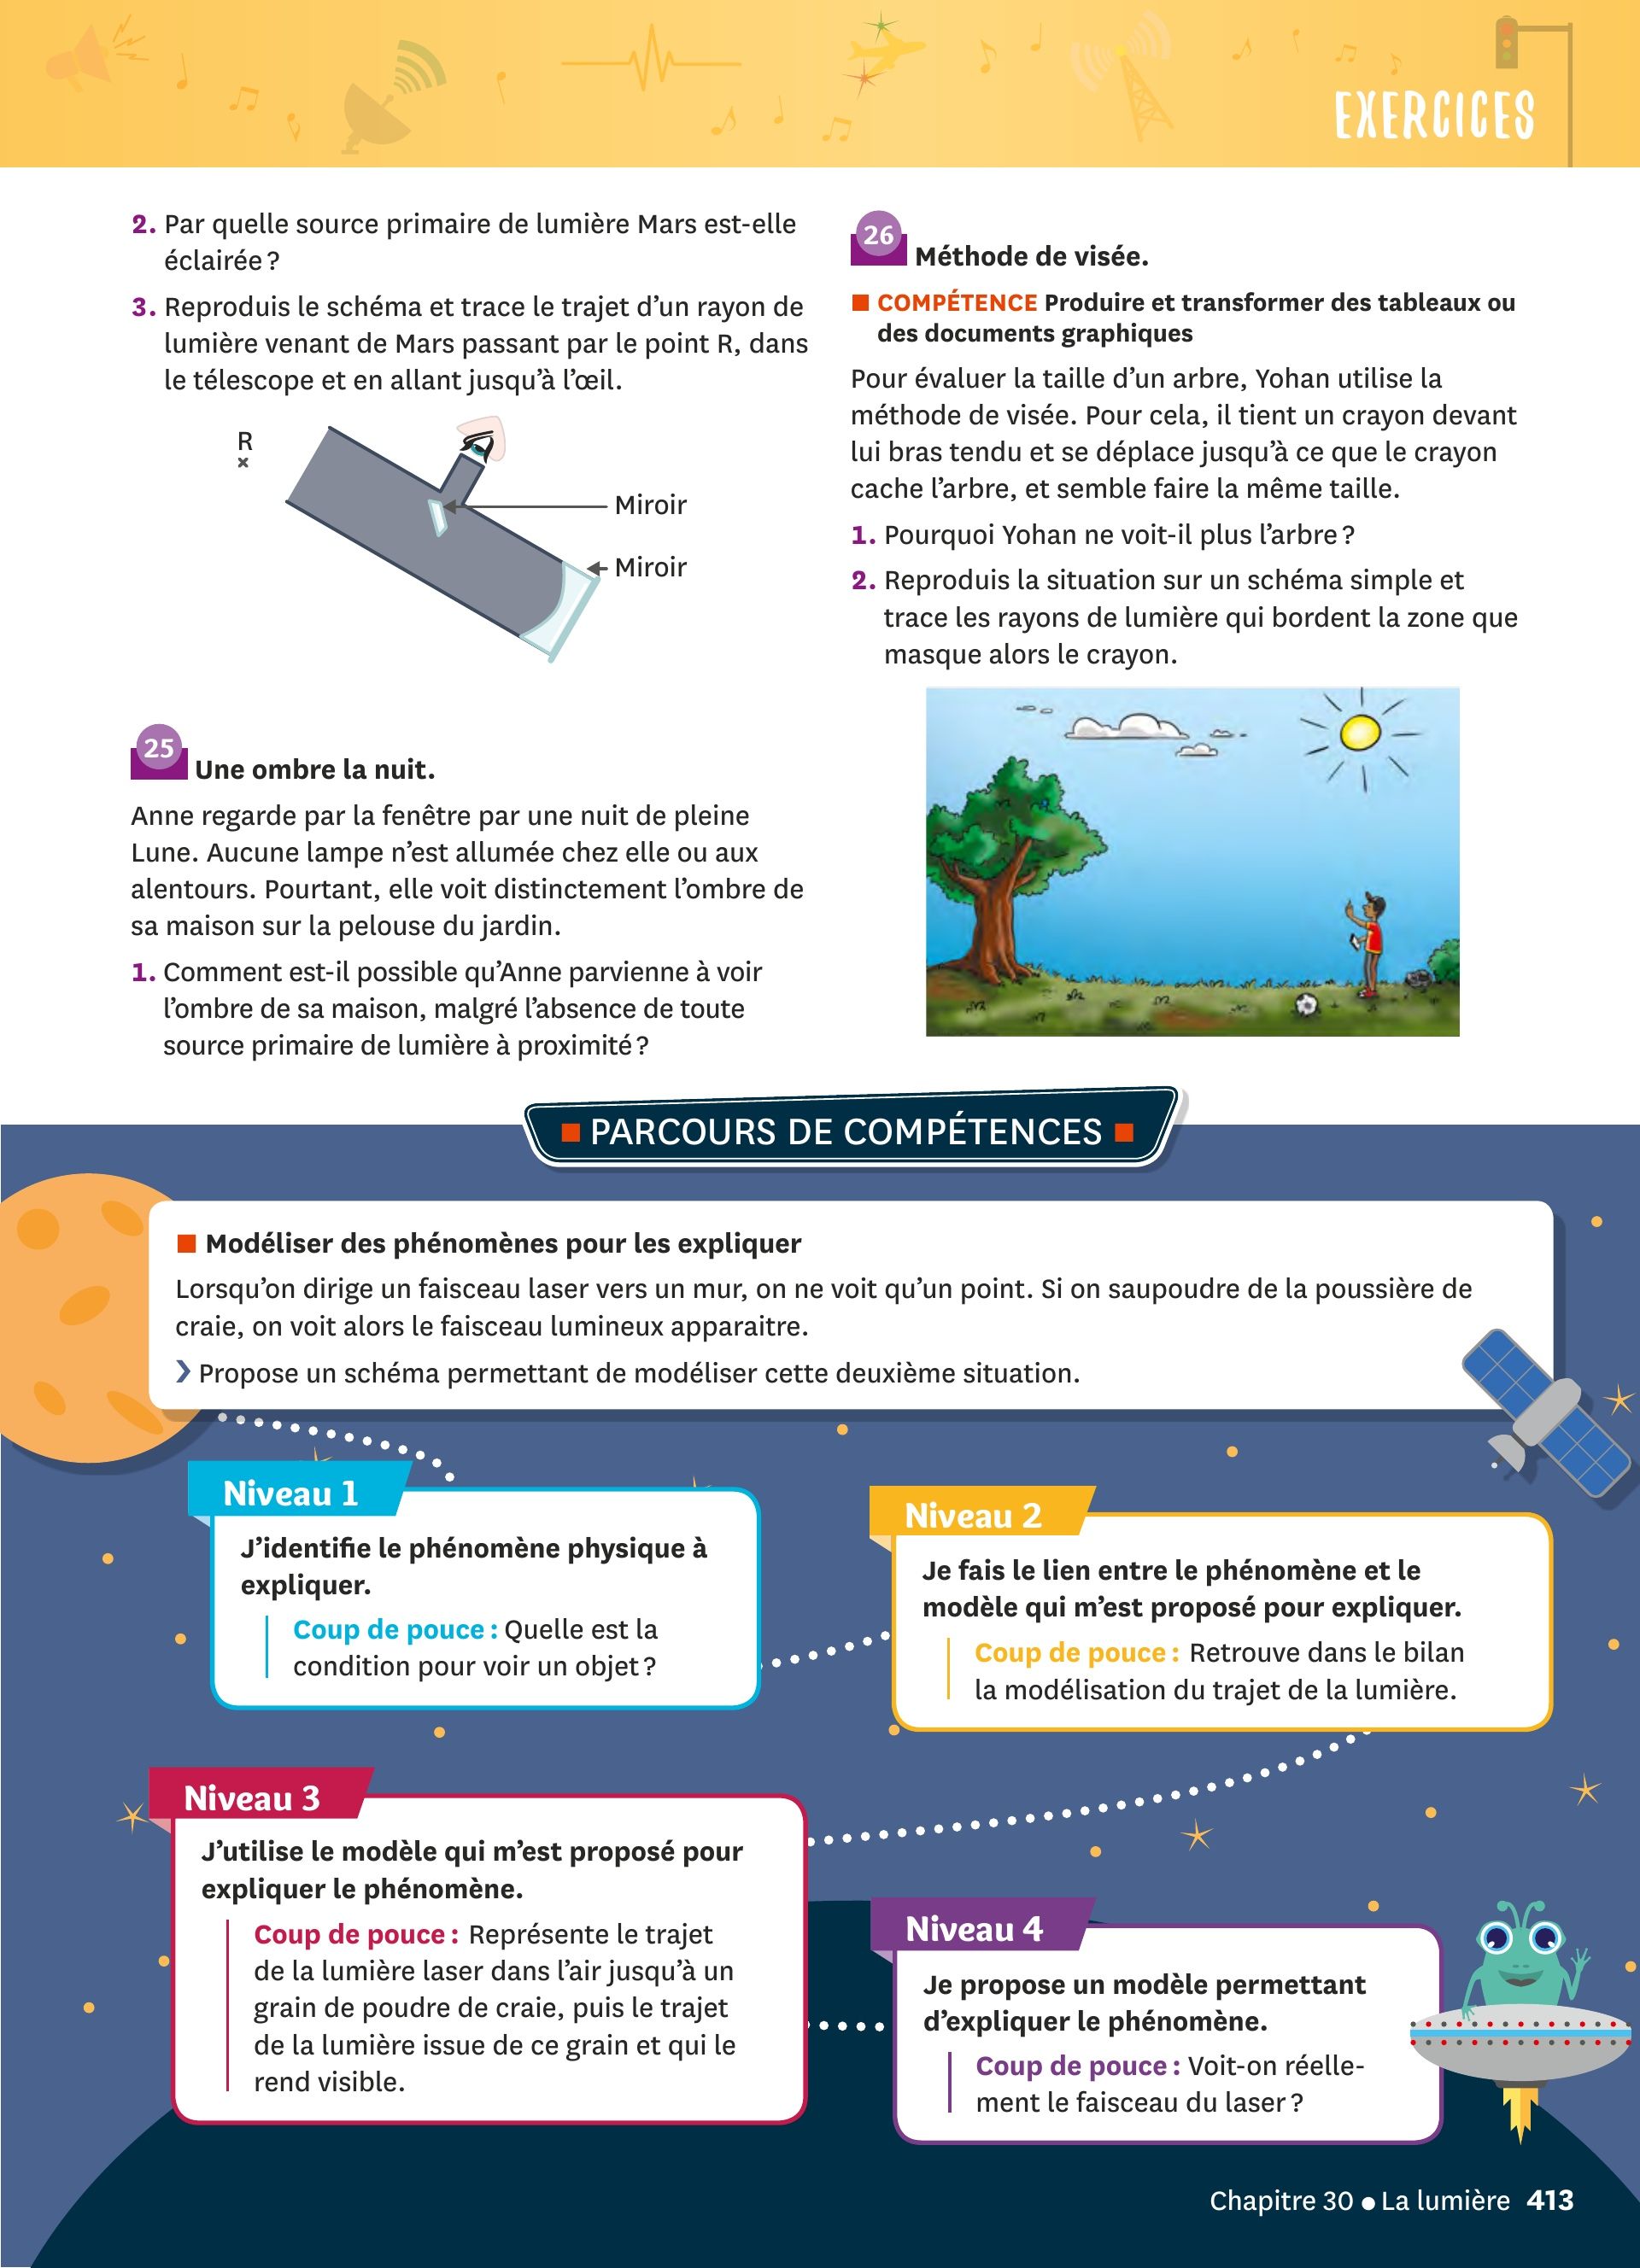 EXERCICES
2. Par quelle source primaire de lumière Mars est-elle
éclairée ?
3. Reproduis le schéma et trace le trajet d’un rayon de
lumière venant de Mars passant par le point R, dans
le télescope et en allant jusqu’à l’œil.
R
Miroir
Miroir
25 Une ombre la nuit.
Anne regarde par la fenêtre par une nuit de pleine
Lune. Aucune lampe n’est allumée chez elle ou aux
alentours. Pourtant, elle voit distinctement l’ombre de
sa maison sur la pelouse du jardin.
1. Comment est-il possible qu’Anne parvienne à voir
l’ombre de sa maison, malgré l’absence de toute
source primaire de lumière à proximité ?
26 Méthode de visée.
COMPÉTENCE Produire et transformer des tableaux ou
des documents graphiques
Pour évaluer la taille d’un arbre, Yohan utilise la
méthode de visée. Pour cela, il tient un crayon devant
lui bras tendu et se déplace jusqu’à ce que le crayon
cache l’arbre, et semble faire la même taille.
1. Pourquoi Yohan ne voit-il plus l’arbre ?
2. Reproduis la situation sur un schéma simple et
trace les rayons de lumière qui bordent la zone que
masque alors le crayon.
PARCOURS DE COMPÉTENCES
Modéliser des phénomènes pour les expliquer
Lorsqu’on dirige un faisceau laser vers un mur, on ne voit qu’un point. Si on saupoudre de la poussière de
craie, on voit alors le faisceau lumineux apparaitre.
Propose un schéma permettant de modéliser cette deuxième situation.
Niveau 1
J’identifie le phénomène physique à
expliquer.
Coup de pouce : Quelle est la
condition pour voir un objet ?
Niveau 2
Je fais le lien entre le phénomène et le
modèle qui m’est proposé pour expliquer.
Coup de pouce : Retrouve dans le bilan
la modélisation du trajet de la lumière.
Niveau 3
J’utilise le modèle qui m’est proposé pour
expliquer le phénomène.
Coup de pouce : Représente le trajet
de la lumière laser dans l’air jusqu’à un
grain de poudre de craie, puis le trajet
de la lumière issue de ce grain et qui le
rend visible.
Niveau 4
Je propose un modèle permettant
d’expliquer le phénomène.
Coup de pouce : Voit-on réelle-
ment le faisceau du laser ?
Chapitre 30 • La lumière 413